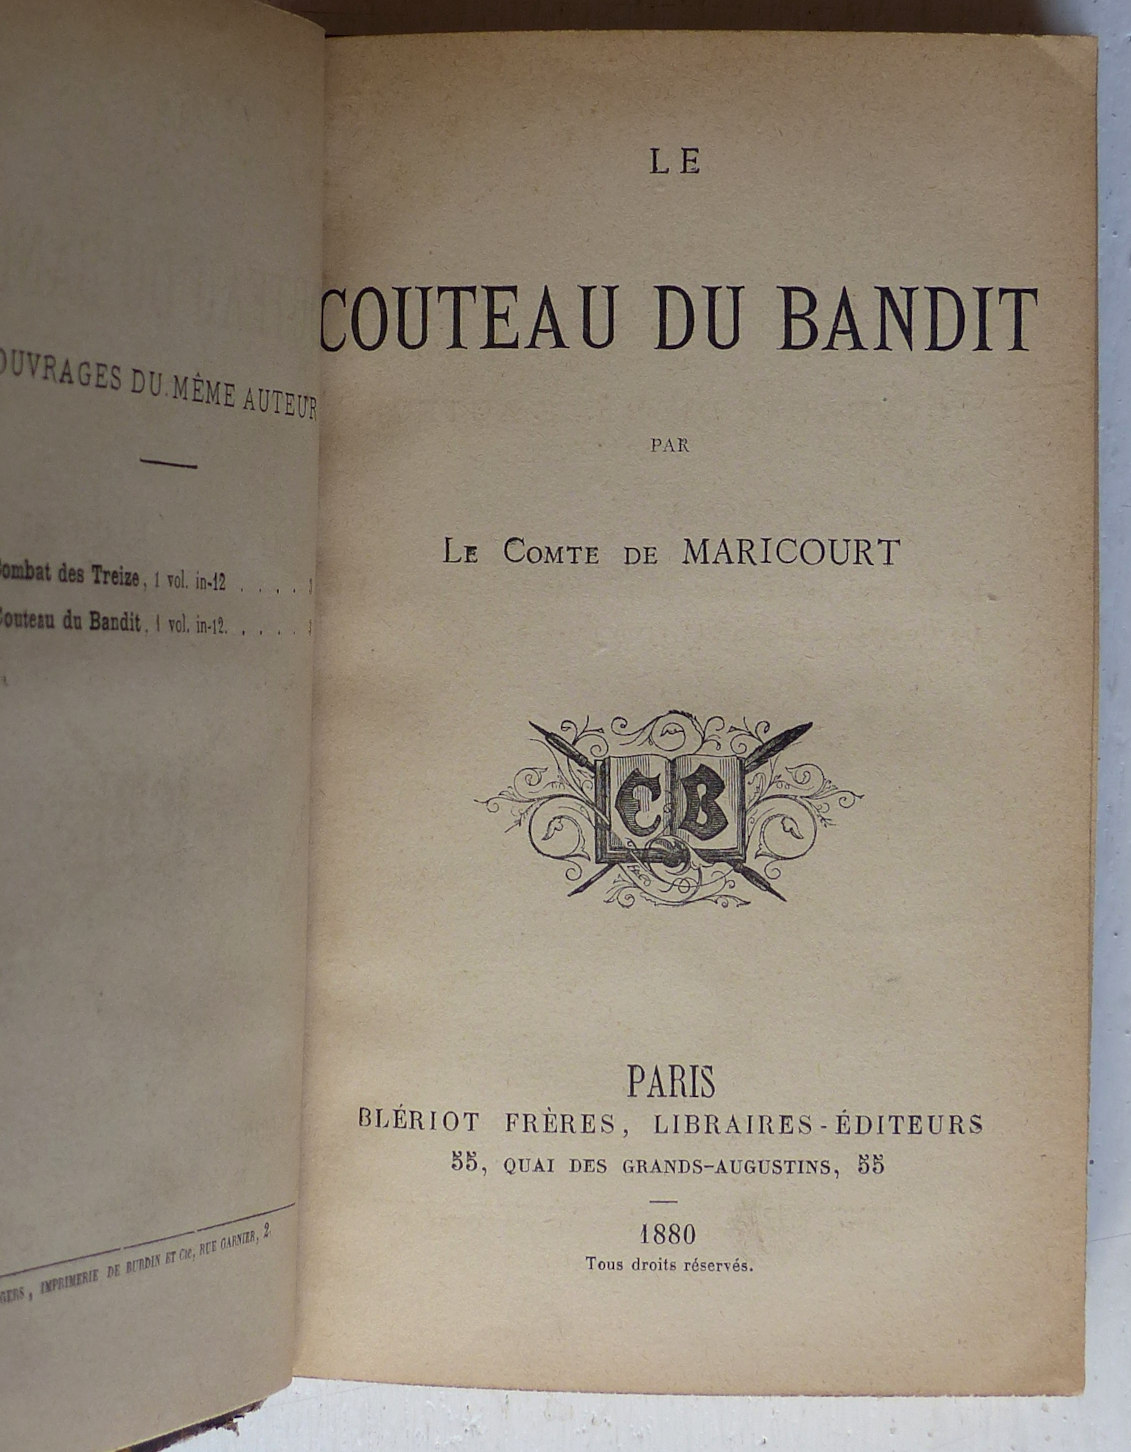 OUVRAGES DU MÊME AUTEUR
Combat des Treize, 1 vol. in-12 . . . .
Couteau du Bandit, 1 vol. in-12. . . . .
IMPRIMERIE DE BURDIN ET Cie, RUE GARNIER, 2
LE
COUTEAU DU BANDIT
PAR
LE COMTE DE MARICOURT
CB
PARIS
BLÉRIOT FRÈRES, LIBRAIRES-ÉDITEURS
55, QUAI DES GRANDS-AUGUSTINS, 55
1880
Tous droits réservés.